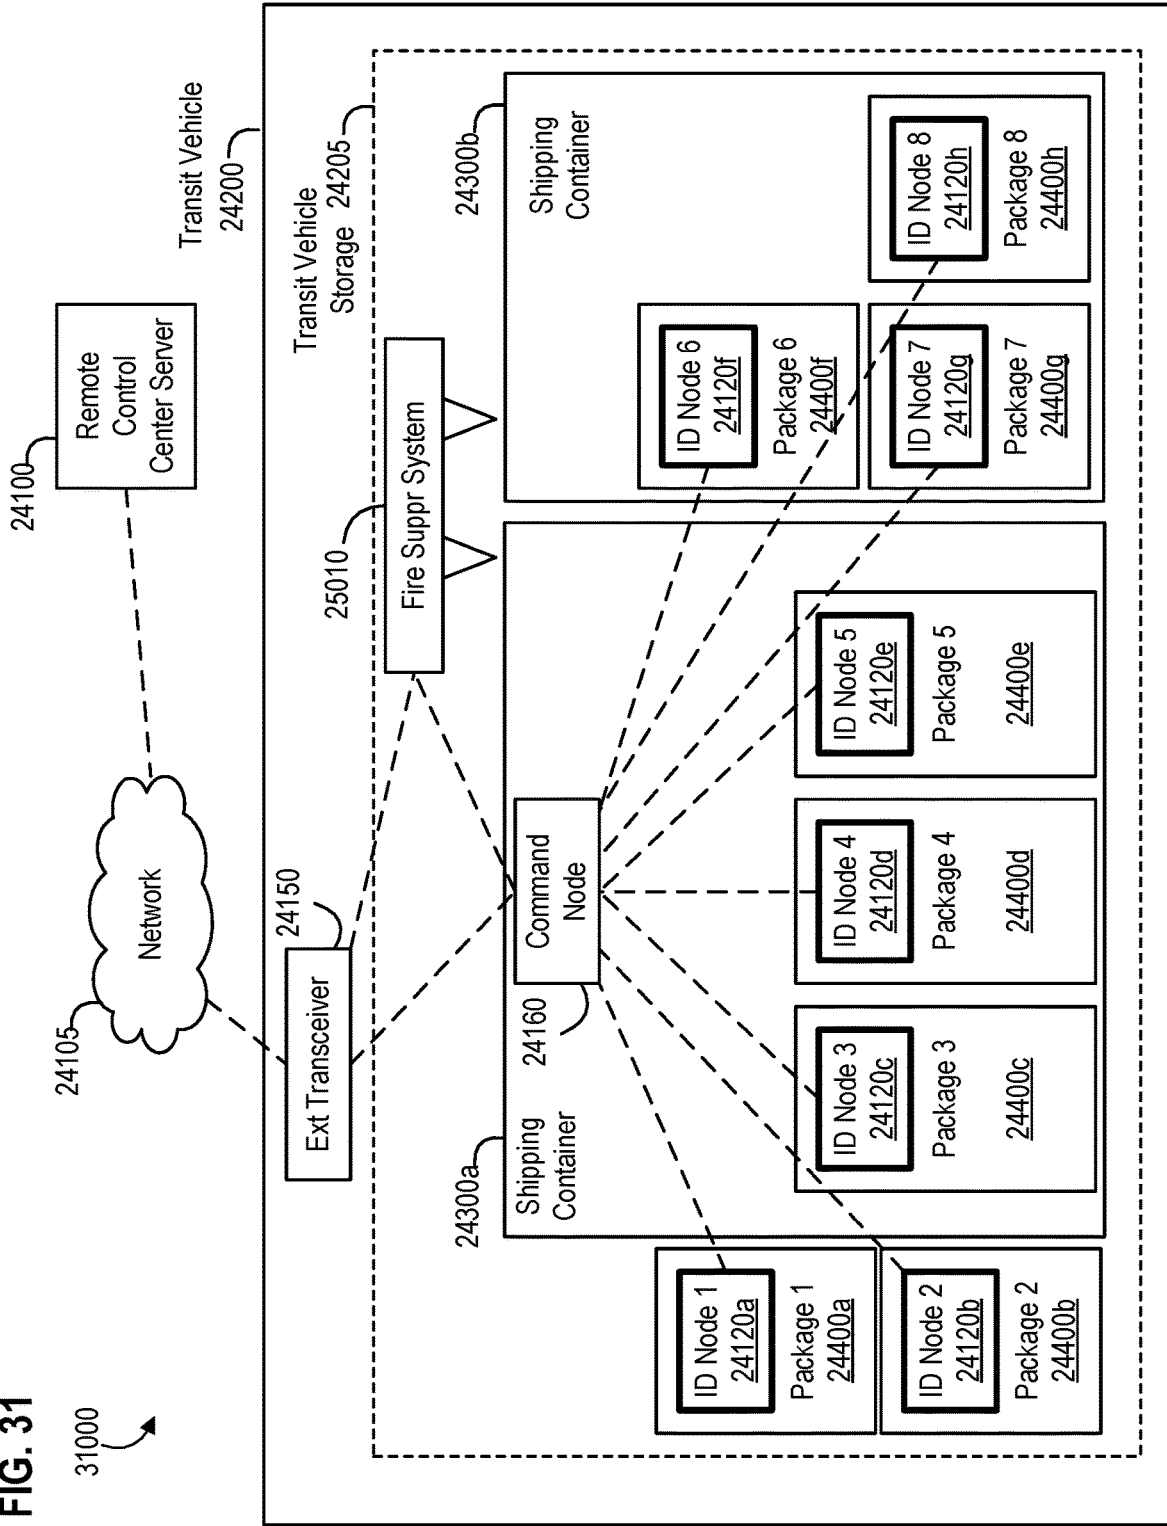 FIG. 31
31000
24100
Remote
Control
Center Server
24105
Network
Transit Vehicle
24200
Ext Transceiver
24150
Transit Vehicle
Storage 24205
25010
Fire Suppr System
24300a
Shipping
Container
24160
Command
Node
24300b
Shipping
Container
ID Node 1
24120a
Package 1
24400a
ID Node 2
24120b
Package 2
24400b
ID Node 3
24120c
Package 3
24400c
ID Node 4
24120d
Package 4
24400d
ID Node 5
24120e
Package 5
24400e
ID Node 6
24120f
Package 6
24400f
ID Node 7
24120g
Package 7
24400g
ID Node 8
24120h
Package 8
24400h